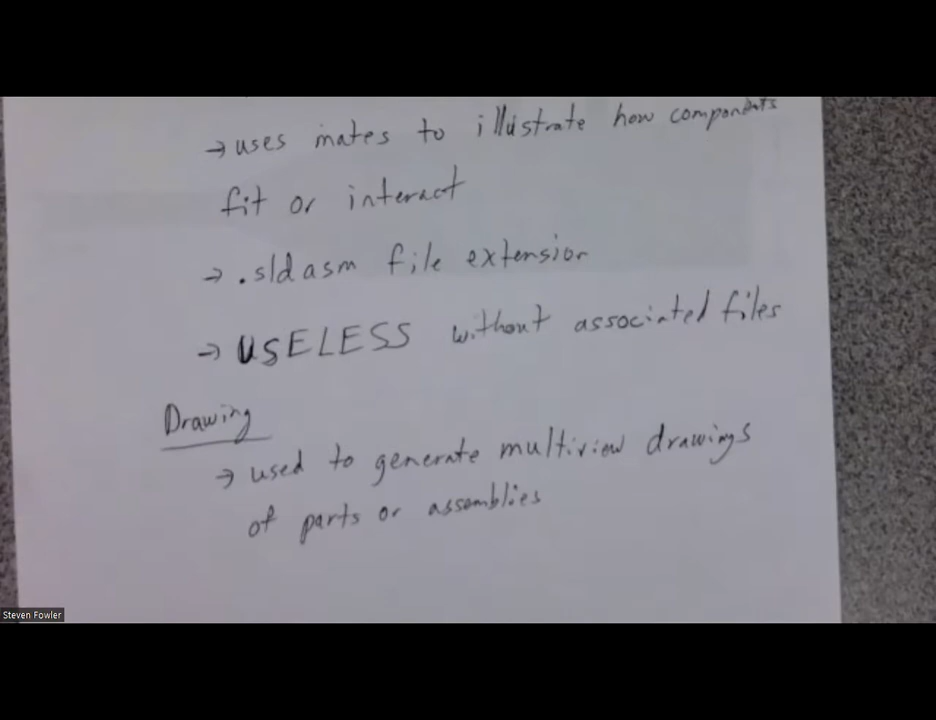 → uses mates to illustrate how components
fit or interact
→ .sldasm file extension
→ USELESS without associated files
Drawing
→ used to generate multiview drawings
of parts or assemblies
Steven Fowler